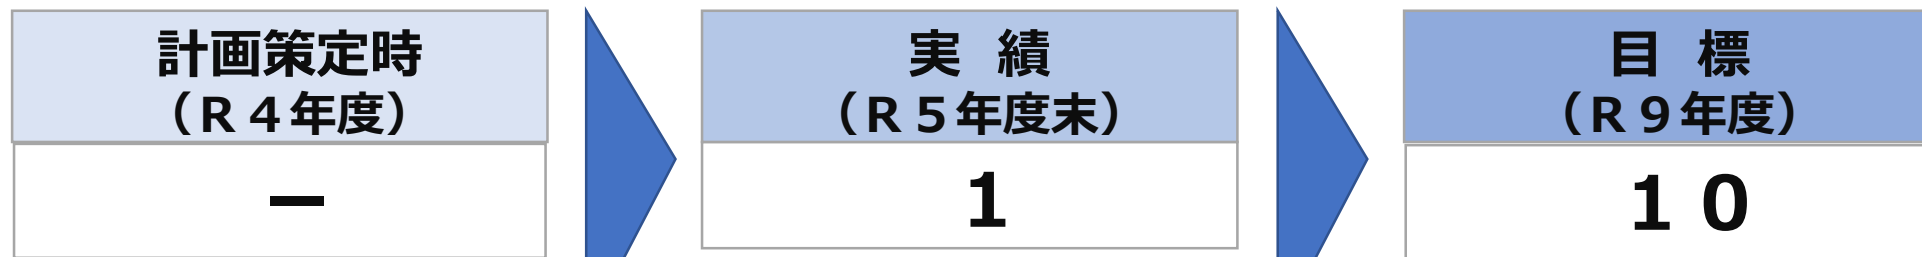 計画策定時
（Ｒ４年度）
－
実　績
（Ｒ５年度末）
１
目　標
（Ｒ９年度）
１０